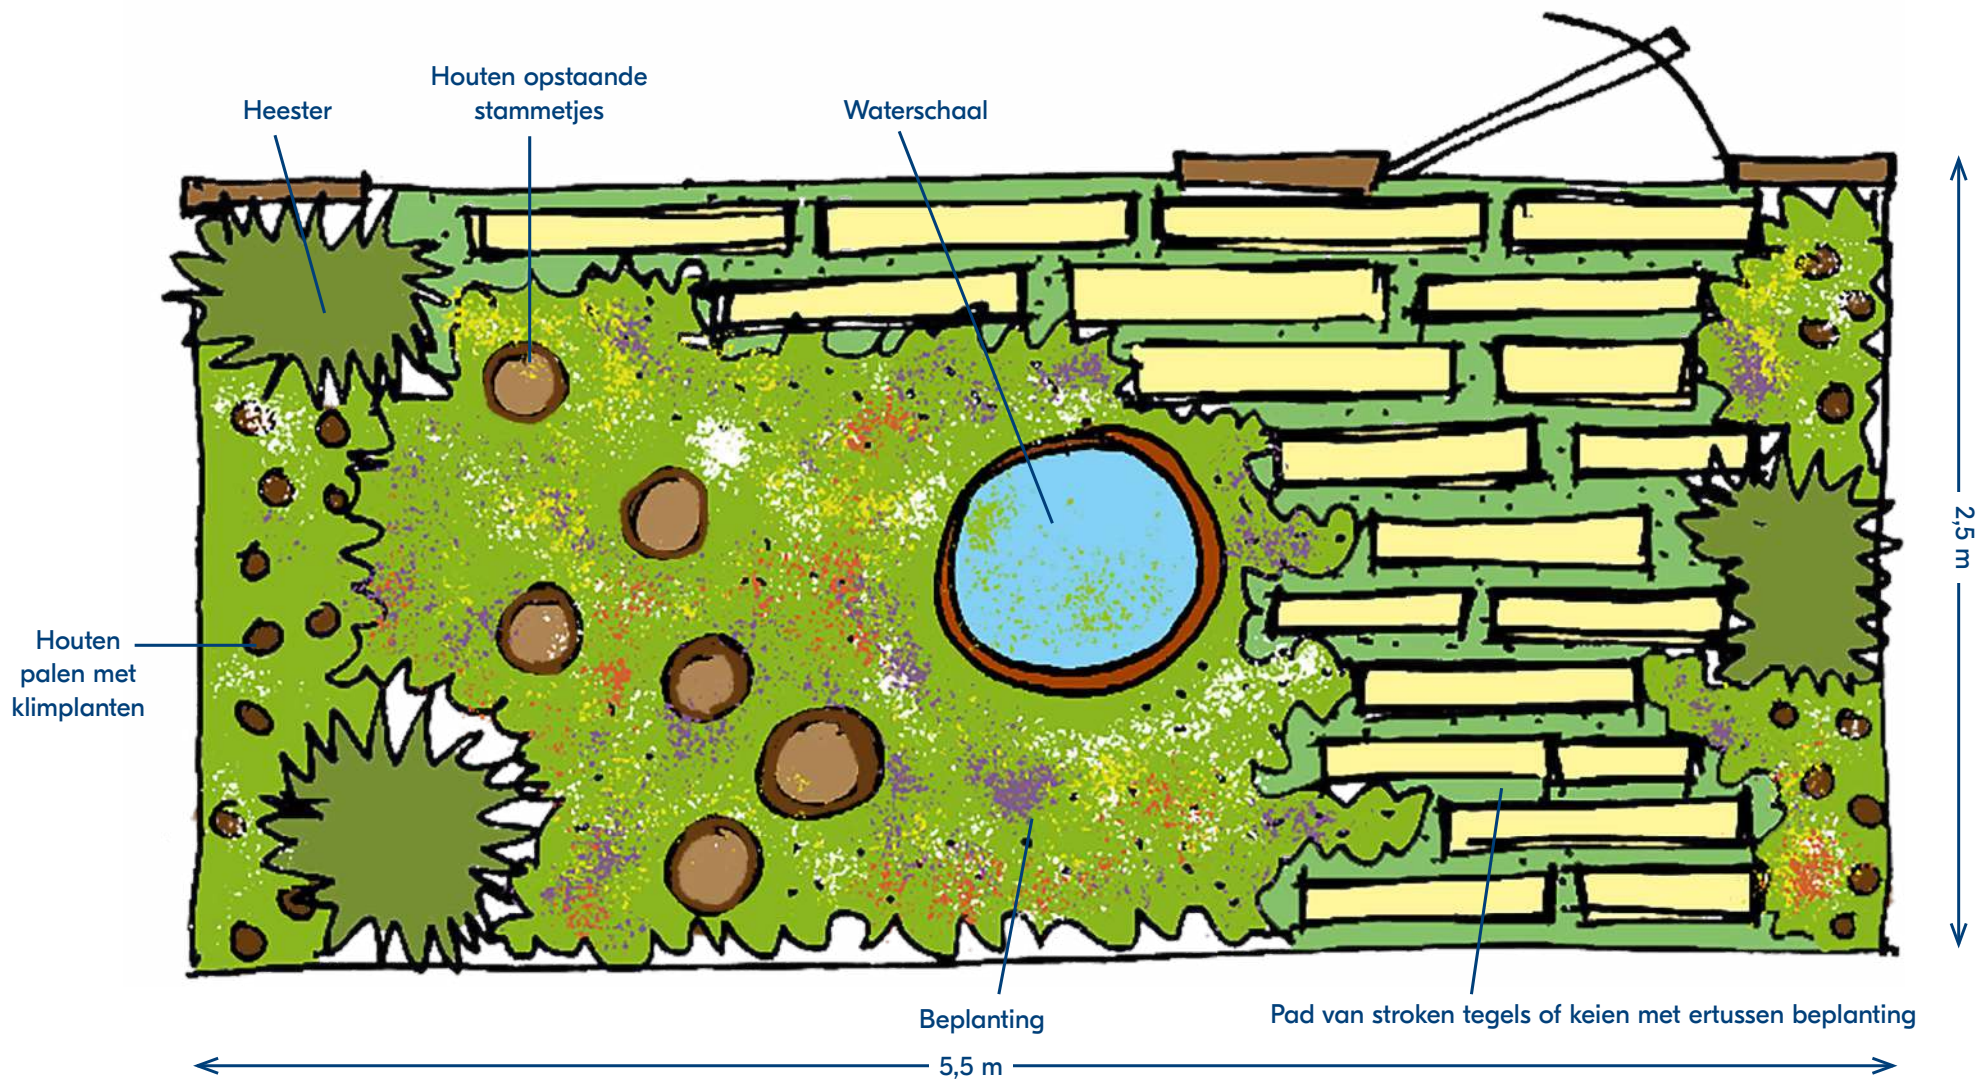 Houten opstaande
stammetjes
Heester
Waterschaal
2,5 m
Houten
palen met
klimplanten
Beplanting
Pad van stroken tegels of keien met ertussen beplanting
5,5 m